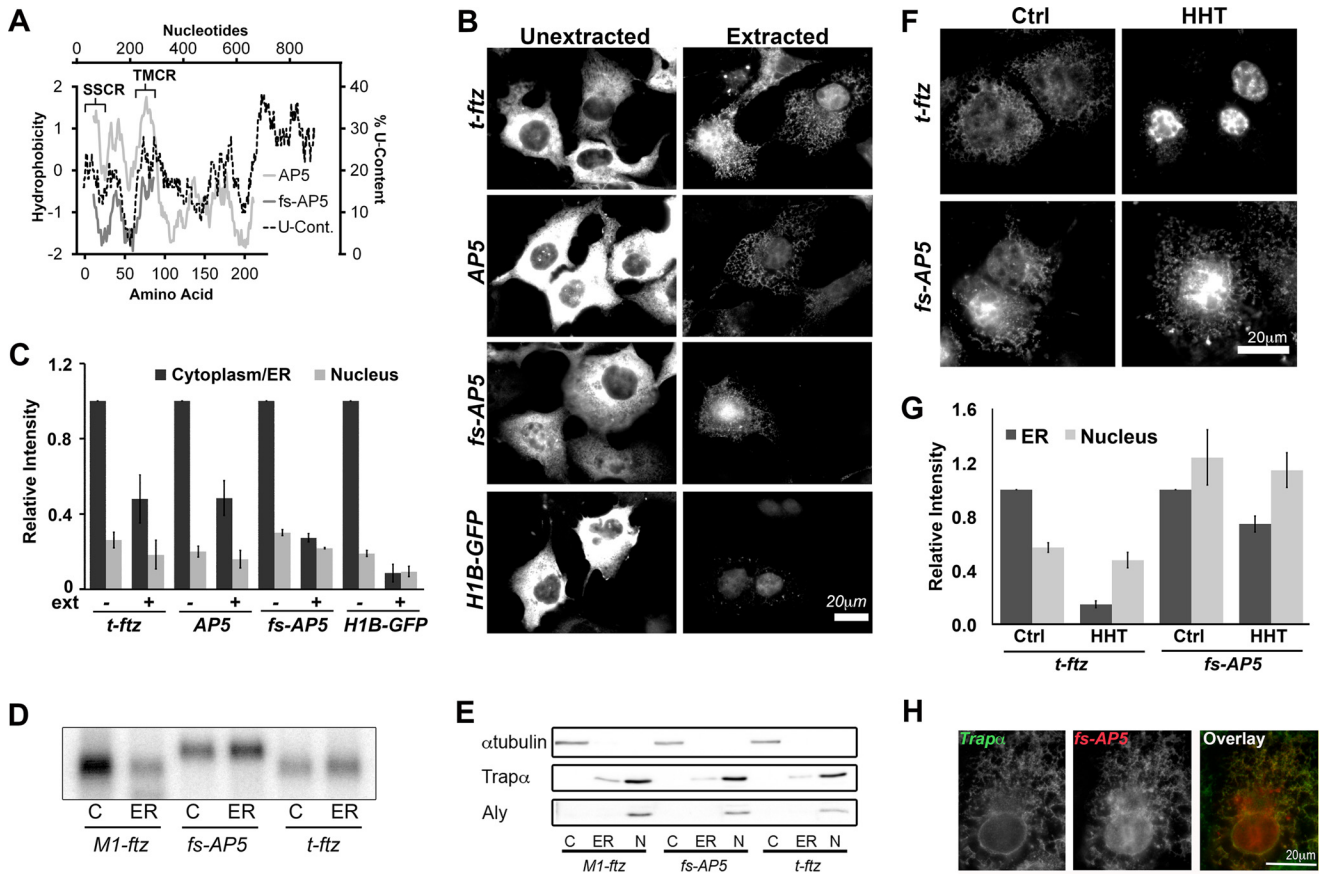 A
Nucleotides
0 200 400 600 800
SSCR
TMCR
2
1
0
-1
-2
Hydrophobicity
40
30
20
10
0
% U-Content
AP5
fs-AP5
U-Cont.
0 50 100 150 200
Amino Acid
B
Unextracted Extracted
t-ftz
AP5
fs-AP5
H1B-GFP
20μm
C
1.2
0.8
0.4
0
Relative Intensity
Cytoplasm/ER Nucleus
ext - + - + - + - +
t-ftz AP5 fs-AP5 H1B-GFP
D
C ER C ER C ER
M1-ftz fs-AP5 t-ftz
E
αtubulin
Trapα
Aly
C ER N C ER N C ER N
M1-ftz fs-AP5 t-ftz
F
Ctrl HHT
t-ftz
fs-AP5
20μm
G
1.6
1.2
0.8
0.4
0.0
Relative Intensity
ER Nucleus
Ctrl HHT Ctrl HHT
t-ftz fs-AP5
H
Trapα fs-AP5 Overlay
20μm